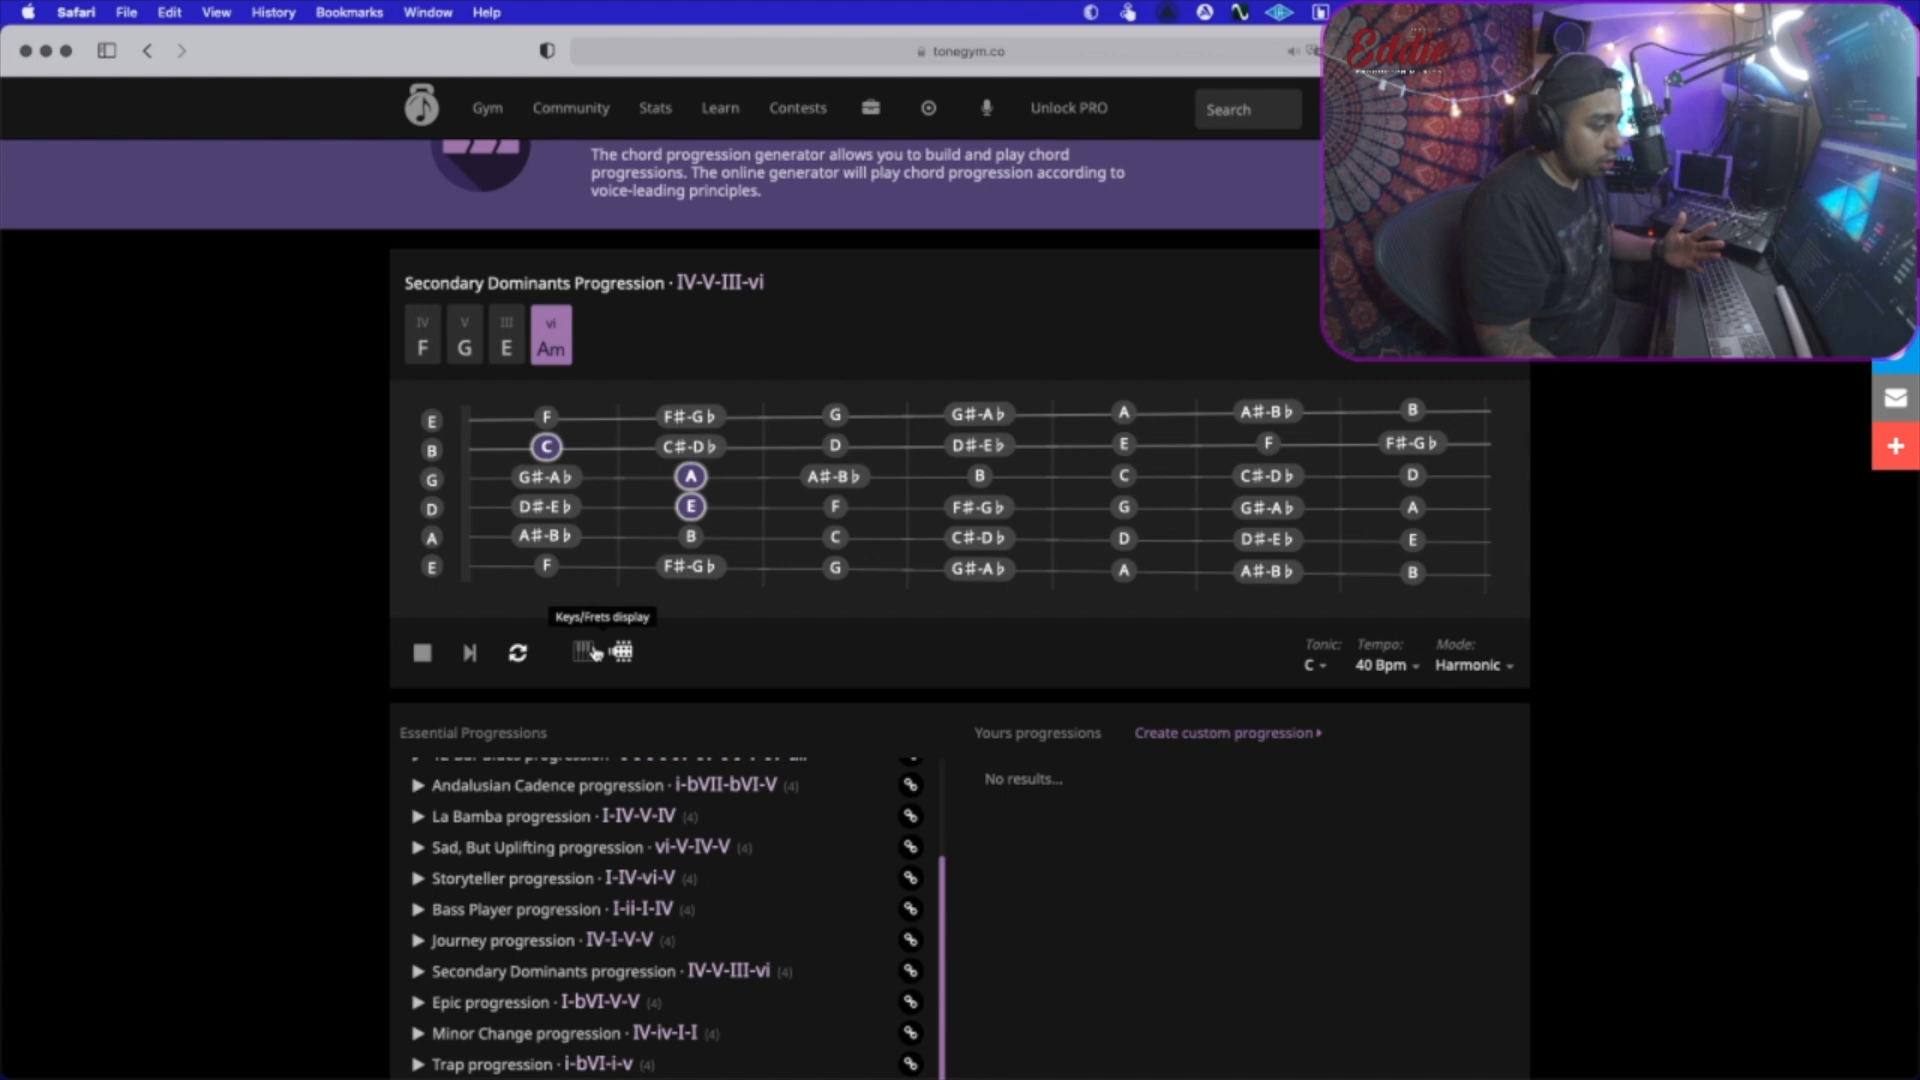 Safari File Edit View History Bookmarks Window Help
tonegym.co
Eddie
Gym Community Stats Learn Contests Unlock PRO Search
The chord progression generator allows you to build and play chord
progressions. The online generator will play chord progression according to
voice-leading principles.
Secondary Dominants Progression · IV-V-III-vi
IV V III vi
F G E Am
E F F#-G♭ G G#-A♭ A A#-B♭ B
B C C#-D♭ D D#-E♭ E F F#-G♭
G G#-A♭ A A#-B♭ B C C#-D♭ D
D D#-E♭ E F F#-G♭ G G#-A♭ A
A A#-B♭ B C C#-D♭ D D#-E♭ E
E F F#-G♭ G G#-A♭ A A#-B♭ B
Keys/Frets display
Tonic: Tempo: Mode:
C 40 Bpm Harmonic
Essential Progressions
Andalusian Cadence progression · i-bVII-bVI-V (4)
La Bamba progression · I-IV-V-IV (4)
Sad, But Uplifting progression · vi-V-IV-V (4)
Storyteller progression · I-IV-vi-V (4)
Bass Player progression · I-ii-I-IV (4)
Journey progression · IV-I-V-V (4)
Secondary Dominants progression · IV-V-III-vi (4)
Epic progression · I-bVI-V-V (4)
Minor Change progression · IV-iv-I-I (4)
Trap progression · i-bVI-i-v (4)
Yours progressions Create custom progression
No results...